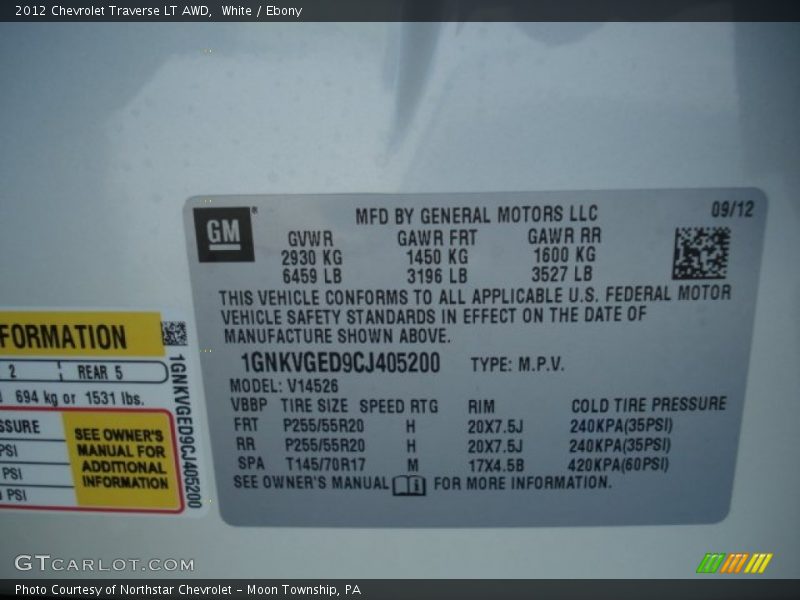 2012 Chevrolet Traverse LT AWD,  White / Ebony
GM®
MFD BY GENERAL MOTORS LLC
09/12
GVWR GAWR FRT GAWR RR
2930 KG 1450 KG 1600 KG
6459 LB 3196 LB 3527 LB
THIS VEHICLE CONFORMS TO ALL APPLICABLE U.S. FEDERAL MOTOR
VEHICLE SAFETY STANDARDS IN EFFECT ON THE DATE OF
MANUFACTURE SHOWN ABOVE.
1GNKVGED9CJ405200 TYPE: M.P.V.
MODEL: V14526
VBBP TIRE SIZE SPEED RTG RIM COLD TIRE PRESSURE
FRT P255/55R20 H 20X7.5J 240KPA(35PSI)
RR P255/55R20 H 20X7.5J 240KPA(35PSI)
SPA T145/70R17 M 17X4.5B 420KPA(60PSI)
SEE OWNER'S MANUAL FOR MORE INFORMATION.
FORMATION
2 REAR 5
694 kg or 1531 lbs.
SSURE
PSI
PSI
PSI
SEE OWNER'S
MANUAL FOR
ADDITIONAL
INFORMATION
1GNKVGED9CJ405200
GTCARLOT.COM
Photo Courtesy of Northstar Chevrolet - Moon Township, PA